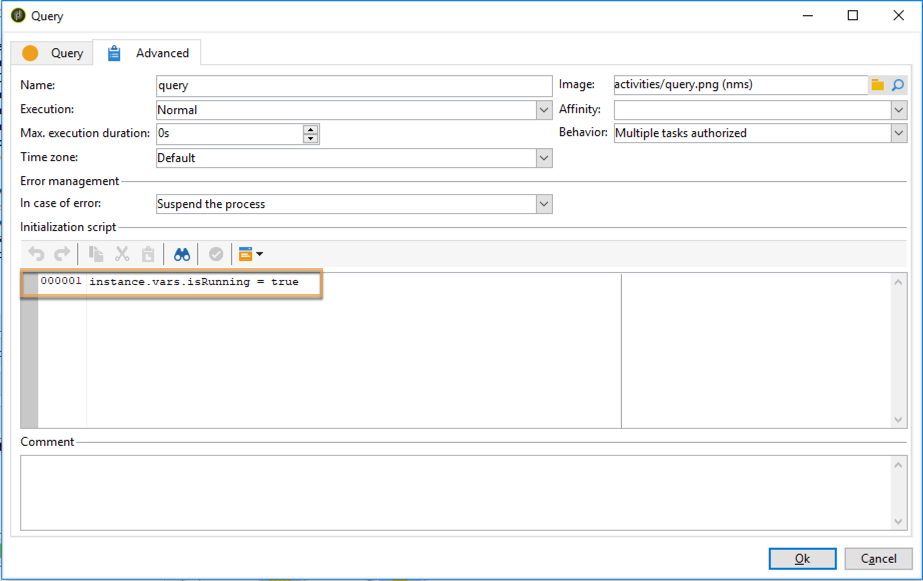 Query
Query Advanced
Name: query Image: activities/query.png (nms)
Execution: Normal Affinity:
Max. execution duration: 0s Behavior: Multiple tasks authorized
Time zone: Default
Error management
In case of error: Suspend the process
Initialization script
000001 instance.vars.isRunning = true
Comment
Ok Cancel